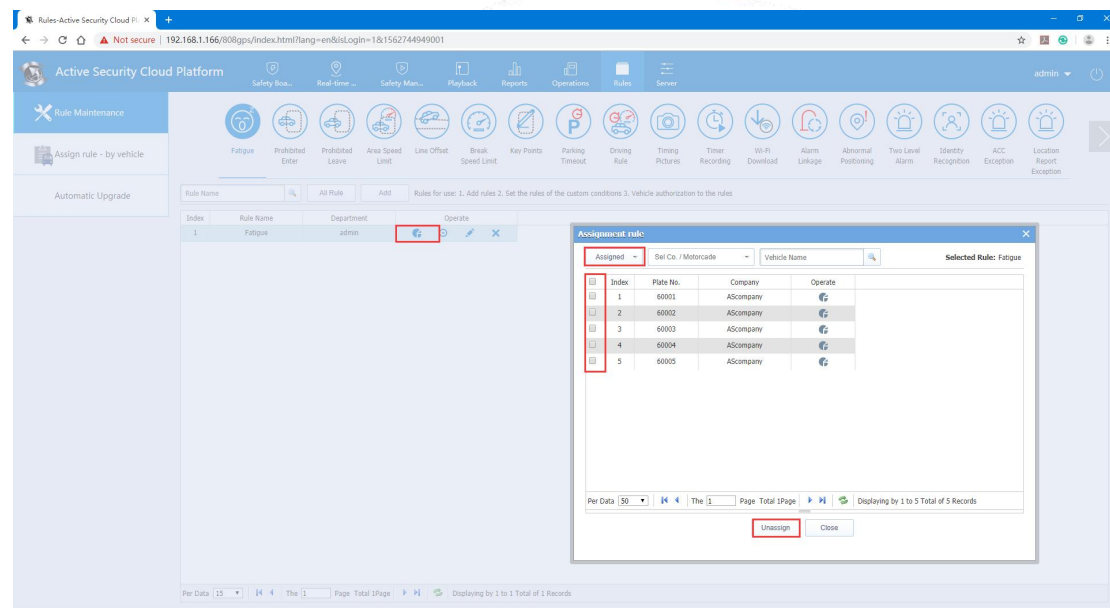 Rules-Active Security Cloud Pl
Not secure | 192.168.1.166/808gps/index.html?lang=en&isLogin=1&1562744949001
Active Security Cloud Platform
Safety Boa...
Real-time ...
Safety Man...
Playback
Reports
Operations
Rules
Server
admin
Rule Maintenance
Assign rule - by vehicle
Automatic Upgrade
Fatigue
Prohibited Enter
Prohibited Leave
Area Speed Limit
Line Offset
Break Speed Limit
Key Points
Parking Timeout
Driving Rule
Timing Pictures
Timer Recording
Wi-Fi Download
Alarm Linkage
Abnormal Positioning
Two Level Alarm
Identity Recognition
ACC Exception
Location Report Exception
Rule Name All Rule Add Rules for use: 1. Add rules 2. Set the rules of the custom conditions 3. Vehicle authorization to the rules
Index Rule Name Department Operate
1 Fatigue admin
Assignment rule
Assigned Sel Co. / Motorcade Vehicle Name Selected Rule: Fatigue
Index Plate No. Company Operate
1 60001 AScompany
2 60002 AScompany
3 60003 AScompany
4 60004 AScompany
5 60005 AScompany
Per Data 50 The 1 Page Total 1Page Displaying by 1 to 5 Total of 5 Records
Unassign Close
Per Data 15 The 1 Page Total 1Page Displaying by 1 to 1 Total of 1 Records